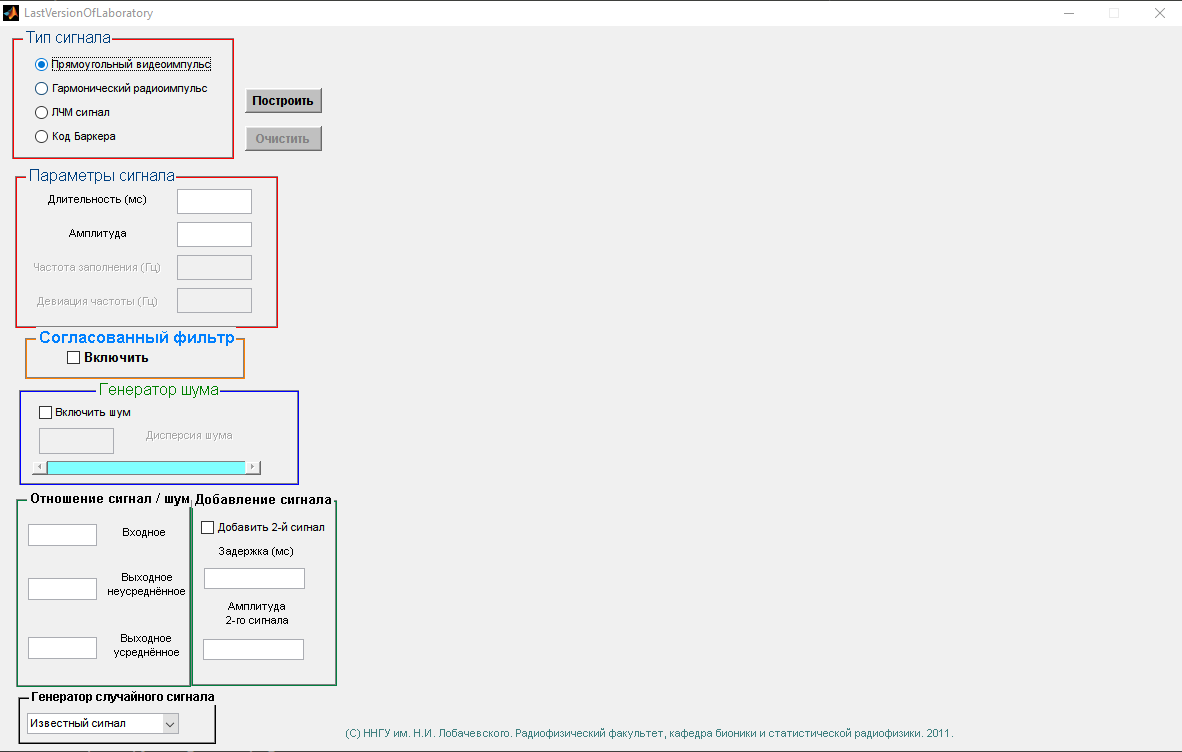 LastVersionOfLaboratory
Тип сигнала
Прямоугольный видеоимпульс
Гармонический радиоимпульс
ЛЧМ сигнал
Код Баркера
Построить
Очистить
Параметры сигнала
Длительность (мс)
Амплитуда
Частота заполнения (Гц)
Девиация частоты (Гц)
Согласованный фильтр
Включить
Генератор шума
Включить шум
Дисперсия шума
Отношение сигнал / шум
Входное
Выходное
неусреднённое
Выходное
усреднённое
Добавление сигнала
Добавить 2-й сигнал
Задержка (мс)
Амплитуда
2-го сигнала
Генератор случайного сигнала
Известный сигнал
(С) ННГУ им. Н.И. Лобачевского. Радиофизический факультет, кафедра бионики и статистической радиофизики. 2011.